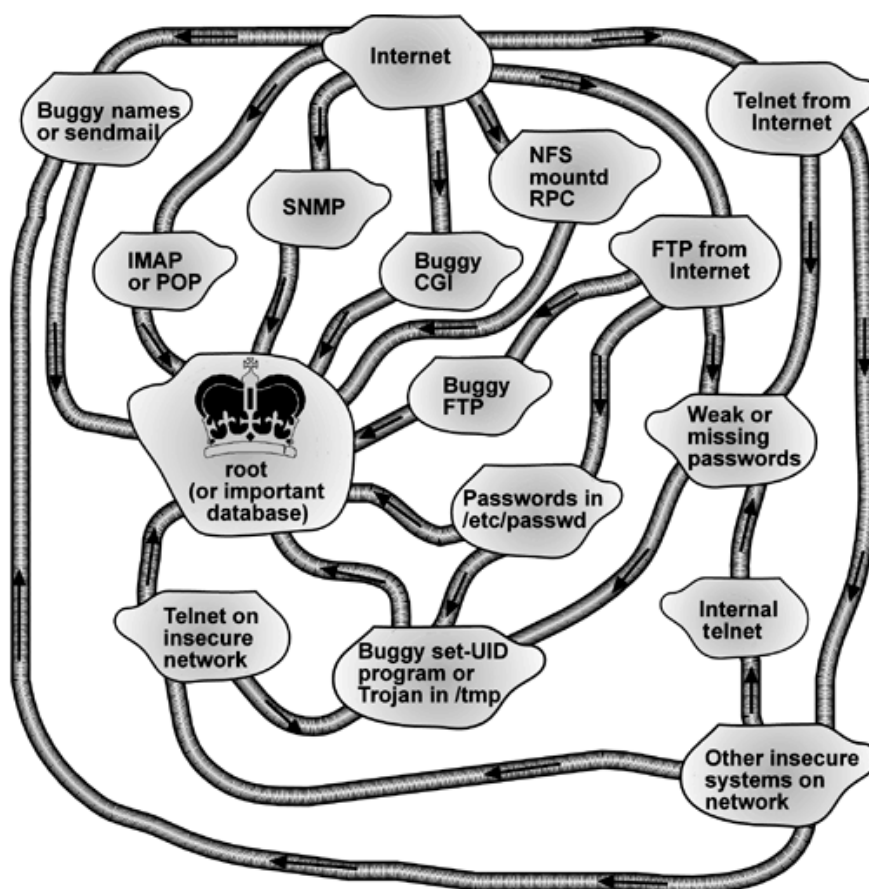 Internet
Buggy names
or sendmail
Telnet from
Internet
NFS
mountd
RPC
SNMP
IMAP
or POP
Buggy
CGI
FTP from
Internet
Buggy
FTP
Weak or
missing
passwords
root
(or important
database)
Passwords in
/etc/passwd
Telnet on
insecure
network
Internal
telnet
Buggy set-UID
program or
Trojan in /tmp
Other insecure
systems on
network